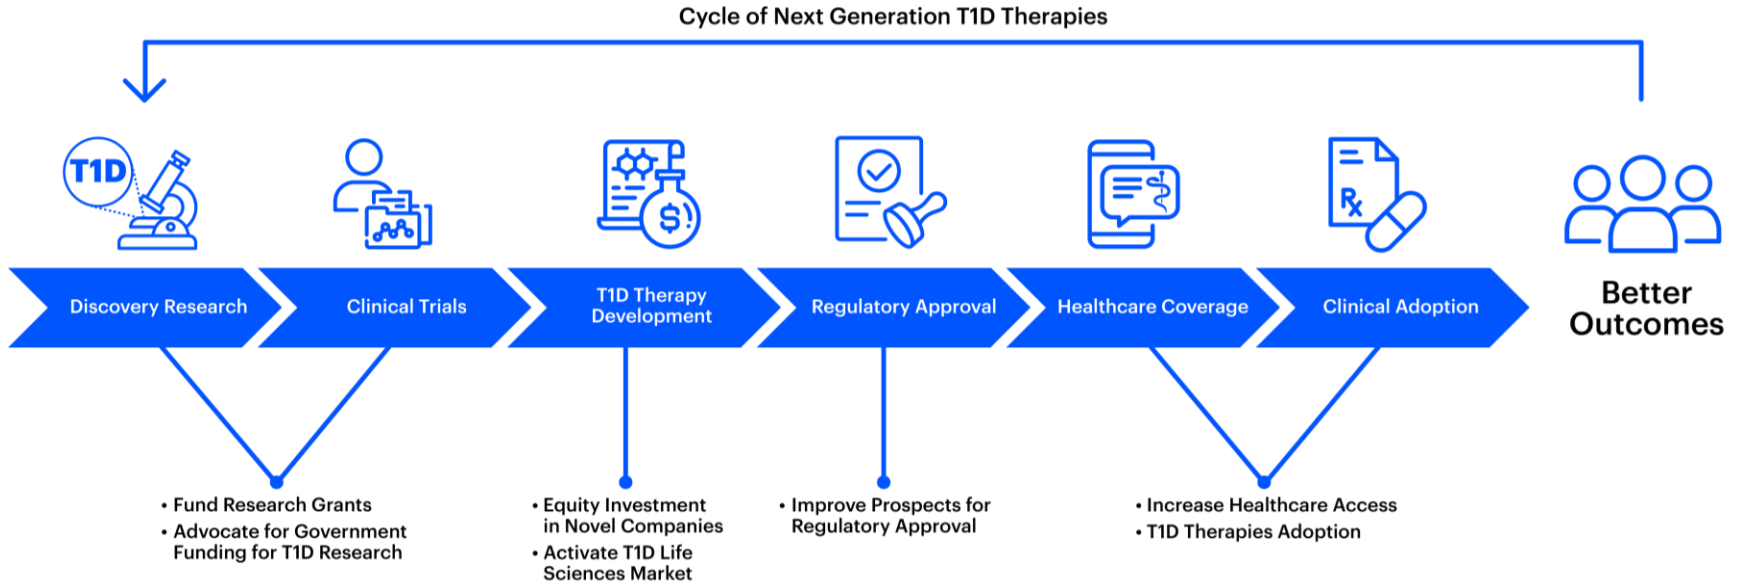 Cycle of Next Generation T1D Therapies
T1D
$
Rx
Discovery Research
Clinical Trials
T1D Therapy
Development
Regulatory Approval
Healthcare Coverage
Clinical Adoption
Better
Outcomes
• Fund Research Grants
• Advocate for Government
Funding for T1D Research
• Equity Investment
in Novel Companies
• Activate T1D Life
Sciences Market
• Improve Prospects for
Regulatory Approval
• Increase Healthcare Access
• T1D Therapies Adoption